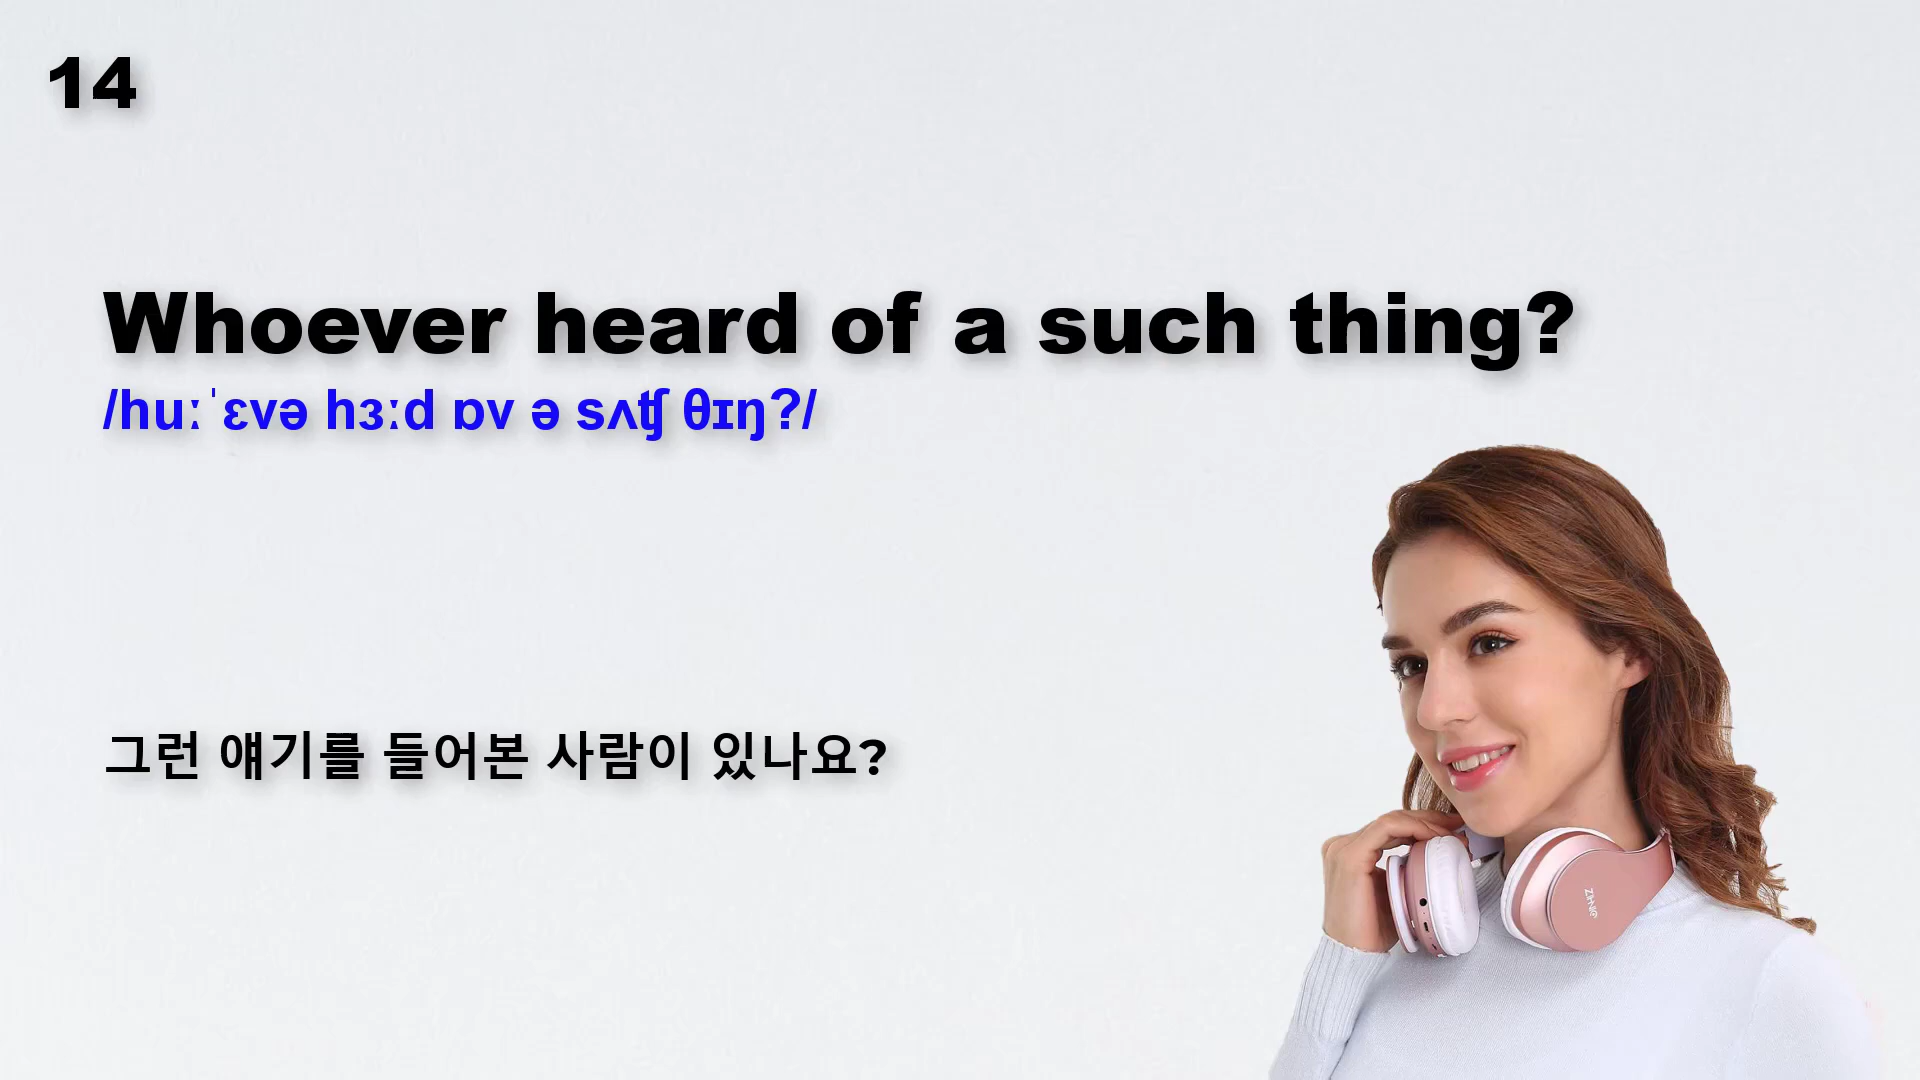 14
Whoever heard of a such thing?
/huːˈɛvə hɜːd ɒv ə sʌʧ θɪŋ?/
그런 얘기를 들어본 사람이 있나요?